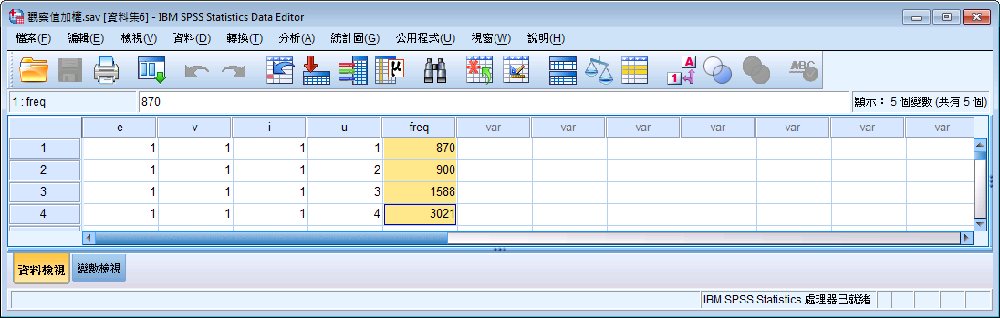 觀察值加權.sav [資料集6] - IBM SPSS Statistics Data Editor
檔案(F) 編輯(E) 檢視(V) 資料(D) 轉換(T) 分析(A) 統計圖(G) 公用程式(U) 視窗(W) 說明(H)
1 : freq 870 顯示： 5 個變數 (共有 5 個)
e v i u freq var var var var var var var
1 1 1 1 1 870
2 1 1 1 2 900
3 1 1 1 3 1588
4 1 1 1 4 3021
資料檢視 變數檢視
IBM SPSS Statistics 處理器已就緒